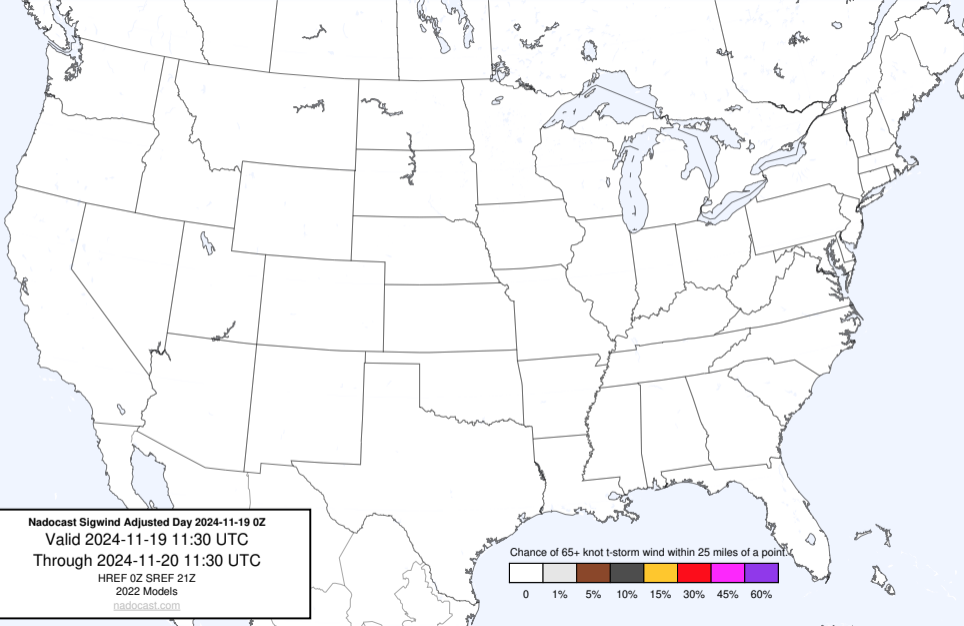 Nadocast Sigwind Adjusted Day 2024-11-19 0Z
Valid 2024-11-19 11:30 UTC
Through 2024-11-20 11:30 UTC
HREF 0Z SREF 21Z
2022 Models
nadocast.com
Chance of 65+ knot t-storm wind within 25 miles of a point.
0 1% 5% 10% 15% 30% 45% 60%